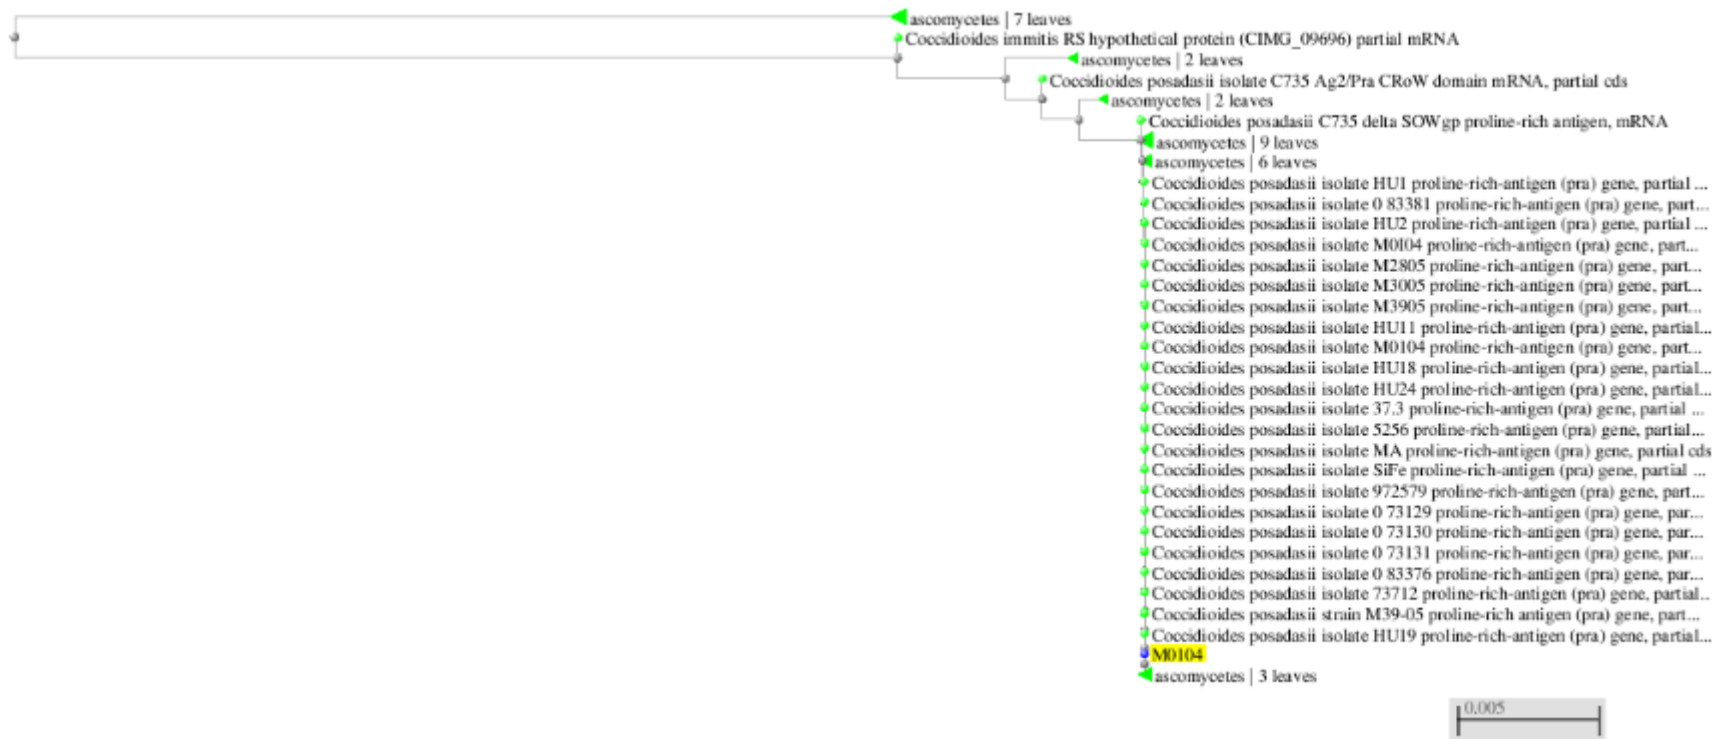 ascomycetes | 7 leaves
Coccidioides immitis RS hypothetical protein (CIMG_09696) partial mRNA
ascomycetes | 2 leaves
Coccidioides posadasii isolate C735 Ag2/Pra CRoW domain mRNA, partial cds
ascomycetes | 2 leaves
Coccidioides posadasii C735 delta SOWgp proline-rich antigen, mRNA
ascomycetes | 9 leaves
ascomycetes | 6 leaves
Coccidioides posadasii isolate HU1 proline-rich-antigen (pra) gene, partial ...
Coccidioides posadasii isolate 0 83381 proline-rich-antigen (pra) gene, part...
Coccidioides posadasii isolate HU2 proline-rich-antigen (pra) gene, partial ...
Coccidioides posadasii isolate M0I04 proline-rich-antigen (pra) gene, part...
Coccidioides posadasii isolate M2805 proline-rich-antigen (pra) gene, part...
Coccidioides posadasii isolate M3005 proline-rich-antigen (pra) gene, part...
Coccidioides posadasii isolate M3905 proline-rich-antigen (pra) gene, part...
Coccidioides posadasii isolate HU11 proline-rich-antigen (pra) gene, partial...
Coccidioides posadasii isolate M0104 proline-rich-antigen (pra) gene, part...
Coccidioides posadasii isolate HU18 proline-rich-antigen (pra) gene, partial...
Coccidioides posadasii isolate HU24 proline-rich-antigen (pra) gene, partial...
Coccidioides posadasii isolate 37.3 proline-rich-antigen (pra) gene, partial ...
Coccidioides posadasii isolate 5256 proline-rich-antigen (pra) gene, partial...
Coccidioides posadasii isolate MA proline-rich-antigen (pra) gene, partial cds
Coccidioides posadasii isolate SiFe proline-rich-antigen (pra) gene, partial ...
Coccidioides posadasii isolate 972579 proline-rich-antigen (pra) gene, part...
Coccidioides posadasii isolate 0 73129 proline-rich-antigen (pra) gene, par...
Coccidioides posadasii isolate 0 73130 proline-rich-antigen (pra) gene, par...
Coccidioides posadasii isolate 0 73131 proline-rich-antigen (pra) gene, par...
Coccidioides posadasii isolate 0 83376 proline-rich-antigen (pra) gene, par...
Coccidioides posadasii isolate 73712 proline-rich-antigen (pra) gene, partial..
Coccidioides posadasii strain M39-05 proline-rich antigen (pra) gene, part...
Coccidioides posadasii isolate HU19 proline-rich-antigen (pra) gene, partial...
M0104
ascomycetes | 3 leaves
0.005